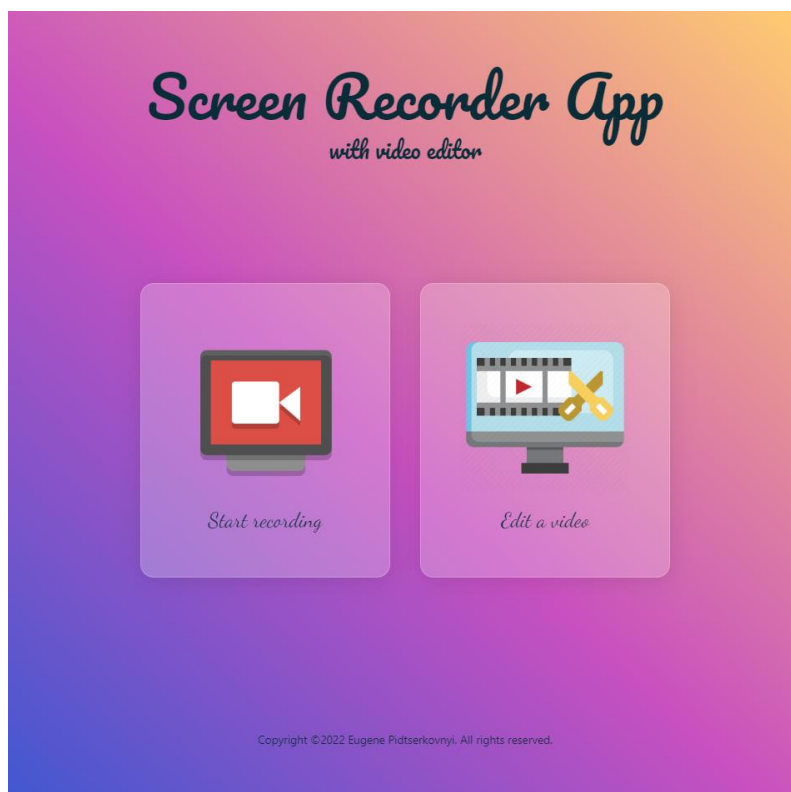 Screen Recorder App
with video editor
Start recording
Edit a video
Copyright ©2022 Eugene Pidtserkovnyi. All rights reserved.